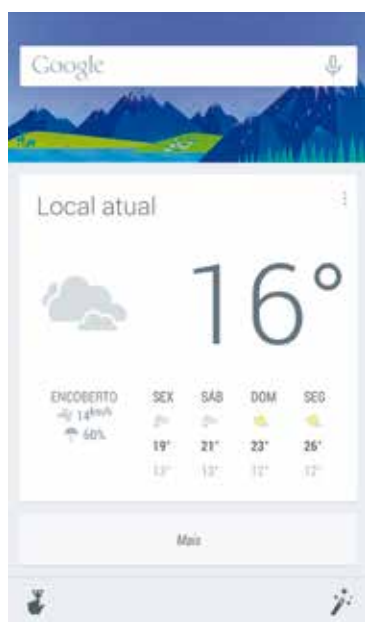 Google
Local atual
16°
ENCOBERTO
14km/h
60%
SEX SÁB DOM SEG
19° 21° 23° 26°
Mais